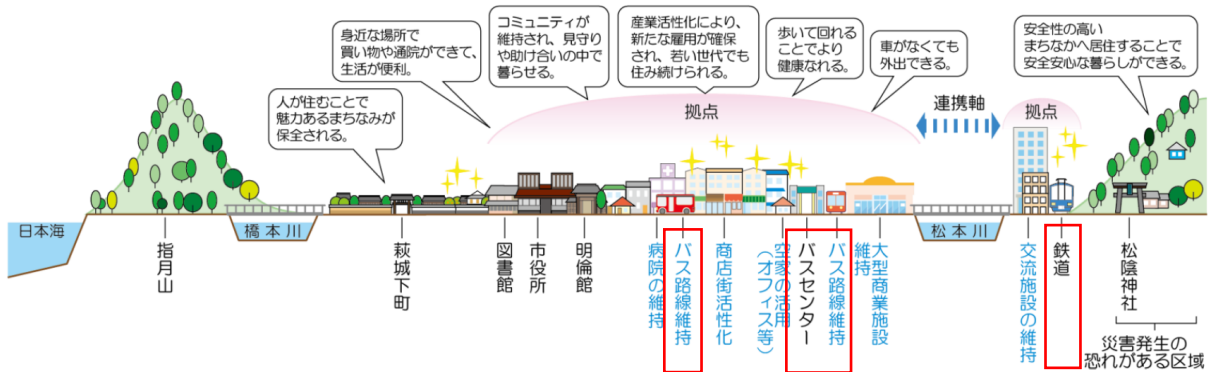 身近な場所で
買い物や通院ができて、
生活が便利。
コミュニティが
維持され、見守り
や助け合いの中で
暮らせる。
産業活性化により、
新たな雇用が確保
され、若い世代でも
住み続けられる。
歩いて回れる
ことでより
健康なれる。
車がなくても
外出できる。
安全性の高い
まちなかへ居住することで
安全安心な暮らしができる。
人が住むことで
魅力あるまちなみが
保全される。
拠点
連携軸
拠点
日本海
指月山
橋本川
萩城下町
図書館
市役所
明倫館
病院の維持
バス路線維持
商店街活性化
空家の活用
(オフィス等)
バスセンター
バス路線維持
大型商業施設
維持
松本川
交流施設の維持
鉄道
松陰神社
災害発生の
恐れがある区域